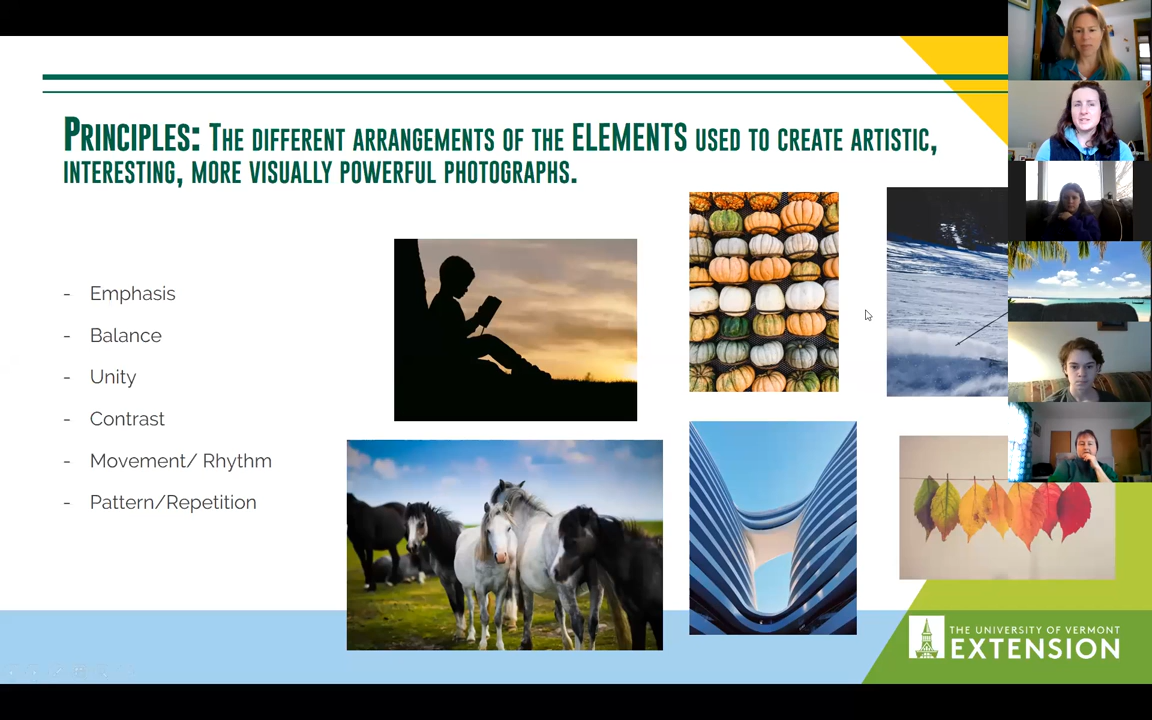 PRINCIPLES: THE DIFFERENT ARRANGEMENTS OF THE ELEMENTS USED TO CREATE ARTISTIC,
INTERESTING, MORE VISUALLY POWERFUL PHOTOGRAPHS.
- Emphasis
- Balance
- Unity
- Contrast
- Movement/ Rhythm
- Pattern/Repetition
THE UNIVERSITY OF VERMONT
EXTENSION